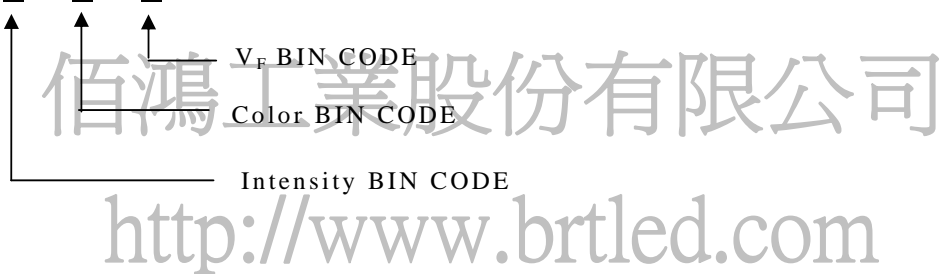 V_F BIN CODE
佰鴻工業股份有限公司
Color BIN CODE
Intensity BIN CODE
http://www.brtled.com